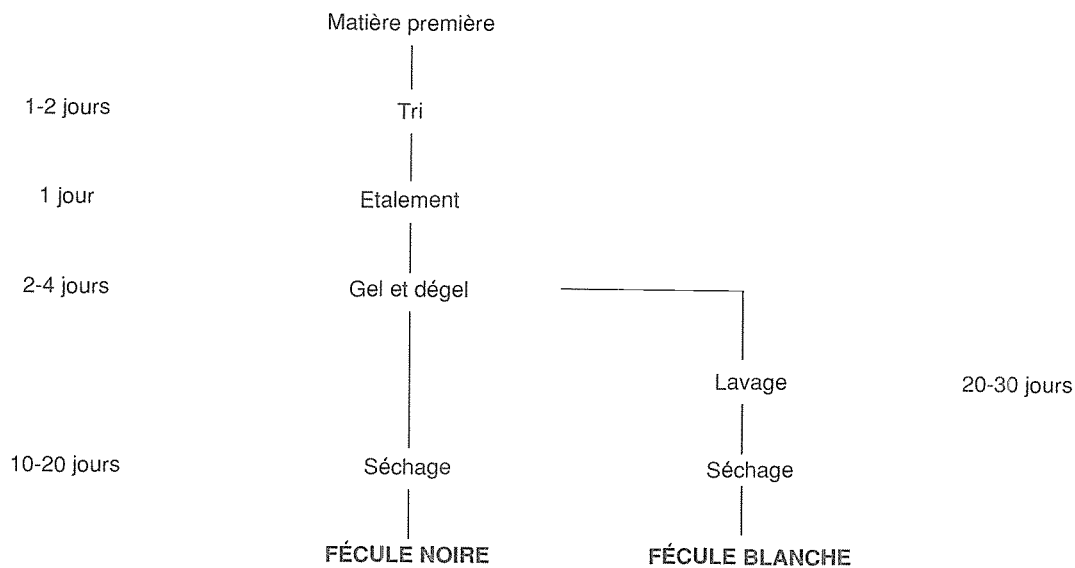 Matière première
1-2 jours Tri
1 jour Etalement
2-4 jours Gel et dégel
Lavage 20-30 jours
10-20 jours Séchage Séchage
FÉCULE NOIRE FÉCULE BLANCHE